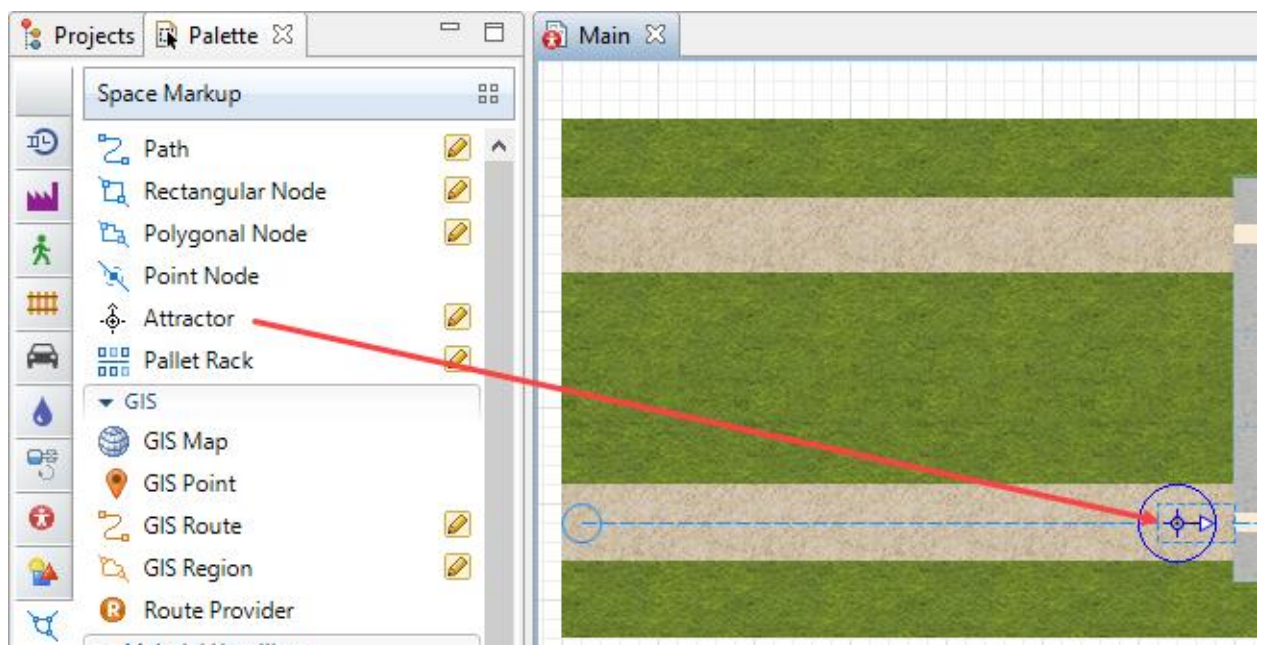 Projects Palette Main
Space Markup
Path
Rectangular Node
Polygonal Node
Point Node
Attractor
Pallet Rack
GIS
GIS Map
GIS Point
GIS Route
GIS Region
R Route Provider